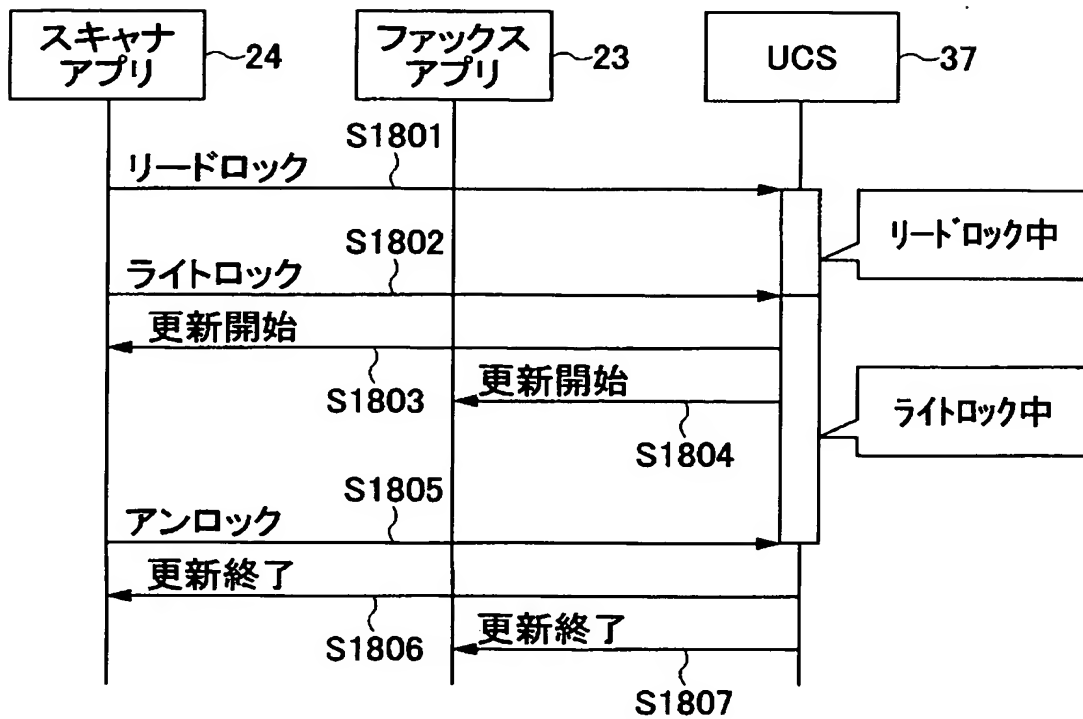 スキャナ
アプリ
24
ファックス
アプリ
23
UCS
37
S1801
リードロック
リードロック中
S1802
ライトロック
更新開始
S1803
更新開始
S1804
ライトロック中
S1805
アンロック
更新終了
S1806
更新終了
S1807